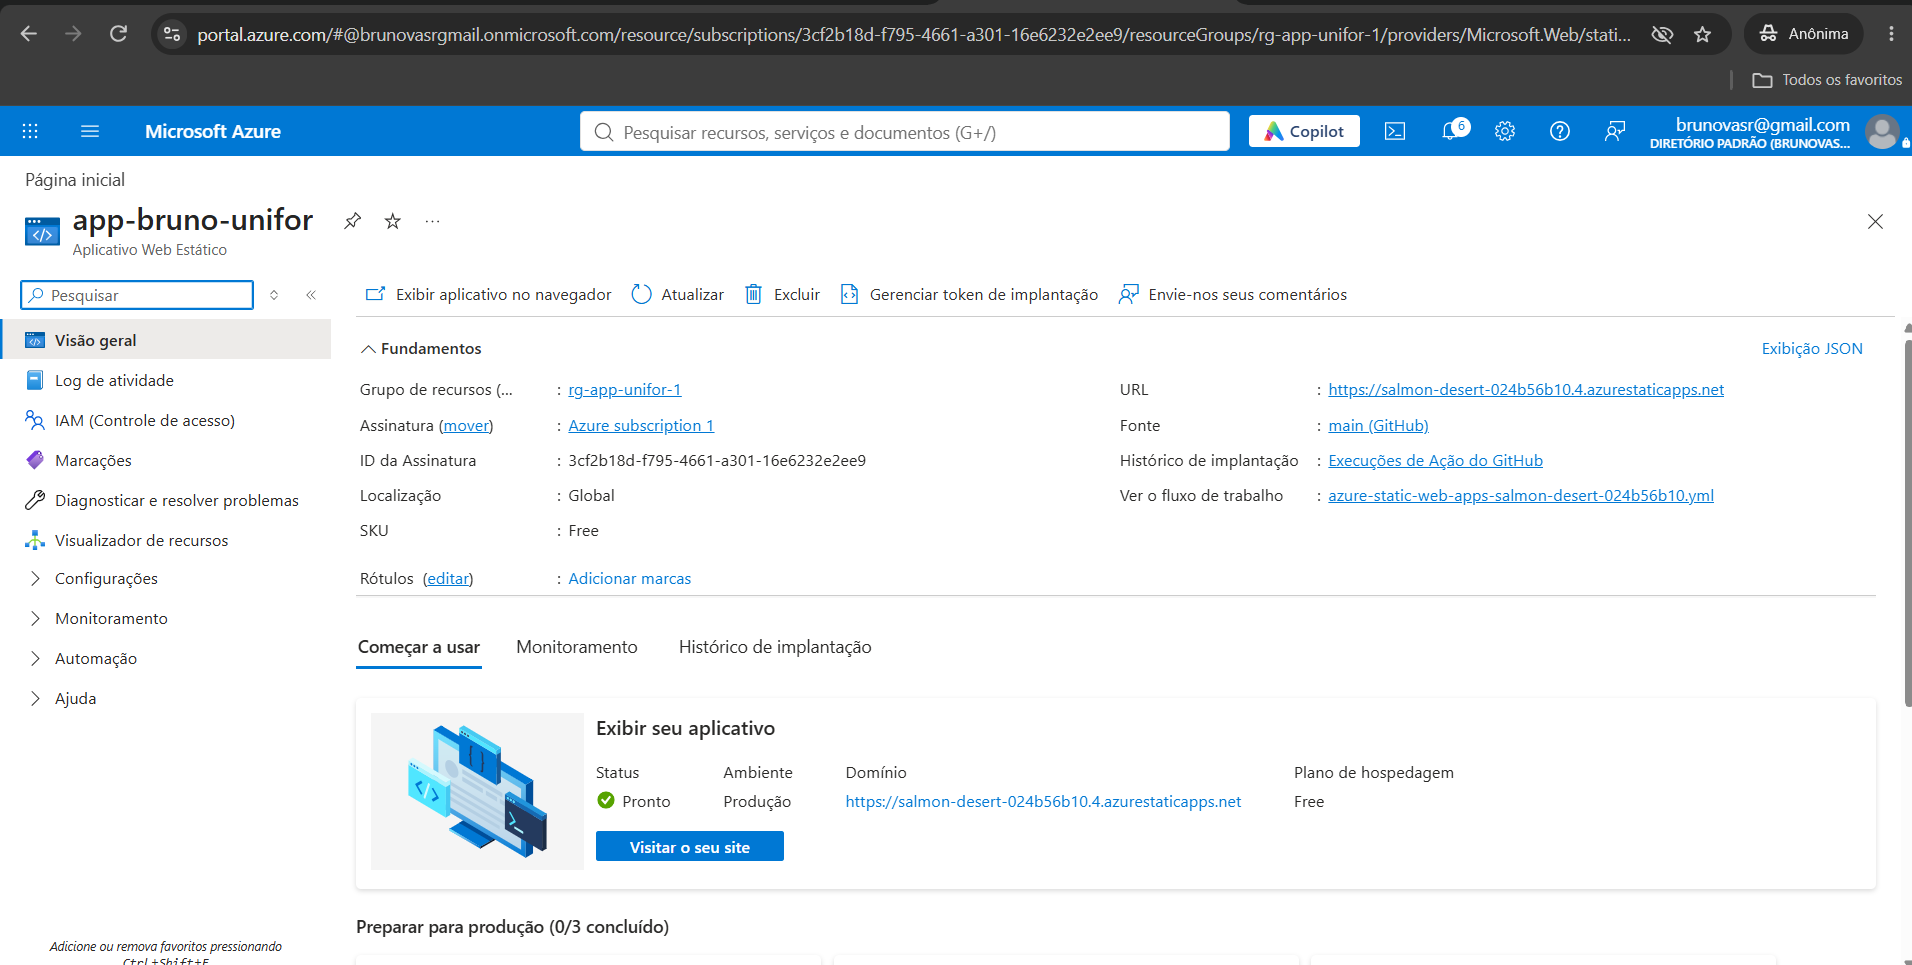 portal.azure.com/#@brunovasrgmail.onmicrosoft.com/resource/subscriptions/3cf2b18d-f795-4661-a301-16e6232e2ee9/resourceGroups/rg-app-unifor-1/providers/Microsoft.Web/stati...
Anônima
Todos os favoritos
Microsoft Azure
Pesquisar recursos, serviços e documentos (G+/)
Copilot
6
brunovasr@gmail.com
DIRETÓRIO PADRÃO (BRUNOVAS...
Página inicial
app-bruno-unifor
Aplicativo Web Estático
Pesquisar
Exibir aplicativo no navegador
Atualizar
Excluir
Gerenciar token de implantação
Envie-nos seus comentários
Visão geral
Log de atividade
IAM (Controle de acesso)
Marcações
Diagnosticar e resolver problemas
Visualizador de recursos
Configurações
Monitoramento
Automação
Ajuda
Adicione ou remova favoritos pressionando
Ctrl+Shift+F
Fundamentos
Exibição JSON
Grupo de recursos (... : rg-app-unifor-1
Assinatura (mover) : Azure subscription 1
ID da Assinatura : 3cf2b18d-f795-4661-a301-16e6232e2ee9
Localização : Global
SKU : Free
URL : https://salmon-desert-024b56b10.4.azurestaticapps.net
Fonte : main (GitHub)
Histórico de implantação : Execuções de Ação do GitHub
Ver o fluxo de trabalho : azure-static-web-apps-salmon-desert-024b56b10.yml
Rótulos (editar) : Adicionar marcas
Começar a usar
Monitoramento
Histórico de implantação
Exibir seu aplicativo
Status
Ambiente
Domínio
Plano de hospedagem
Pronto
Produção
https://salmon-desert-024b56b10.4.azurestaticapps.net
Free
Visitar o seu site
Preparar para produção (0/3 concluído)